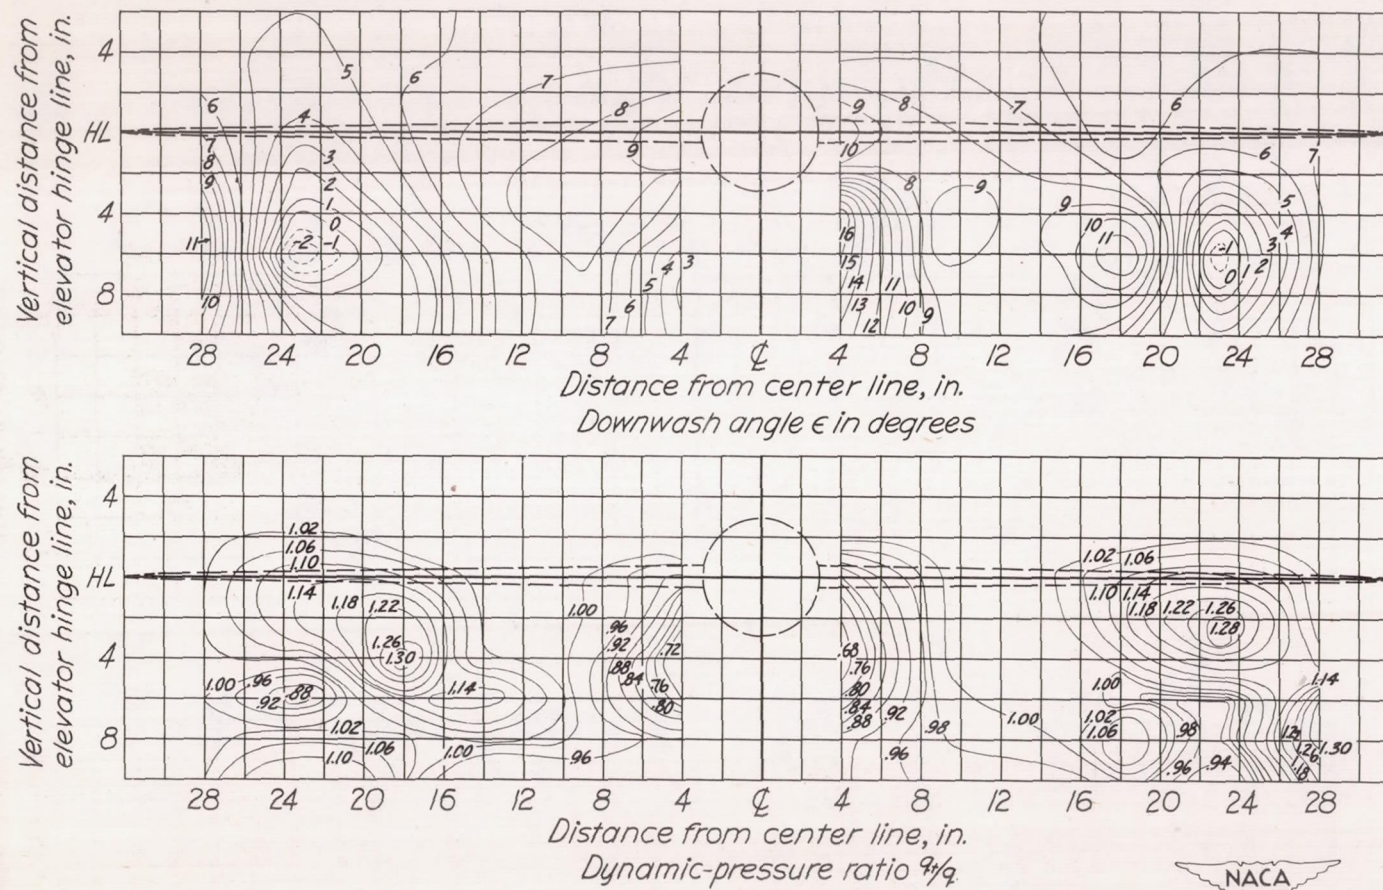 Vertical distance from
elevator hinge line, in.
4
HL
4
8
5 6 7
6 8 9 8 7 6
4
7 10
8 3 9 6 7
9 2 8 9
1 9 5
0 10 4
11 -2 -1 16 11 -1 3
15 2
4 3 14 11 0 1
5 13 10
10 6 12 9
7
28 24 20 16 12 8 4 ℄ 4 8 12 16 20 24 28
Distance from center line, in.
Downwash angle ϵ in degrees
Vertical distance from
elevator hinge line, in.
4
HL
4
8
1.02
1.06 1.02 1.06
1.10
1.14 1.10 1.14
1.18 1.22 1.00 1.18 1.22 1.26
.96 1.28
1.26 .92 .72 .68
1.30 .88 .76
1.00 .96 1.14 .84 .76 .80 1.00 1.14
.92 .88 .80 .84
1.02 .88 .92 .98 1.00 1.02 .98
1.06 1.00 1.06 1.30
1.10 .96 .96 .96 .94 1.26
1.18
28 24 20 16 12 8 4 ℄ 4 8 12 16 20 24 28
Distance from center line, in.
Dynamic-pressure ratio qt/q
NACA